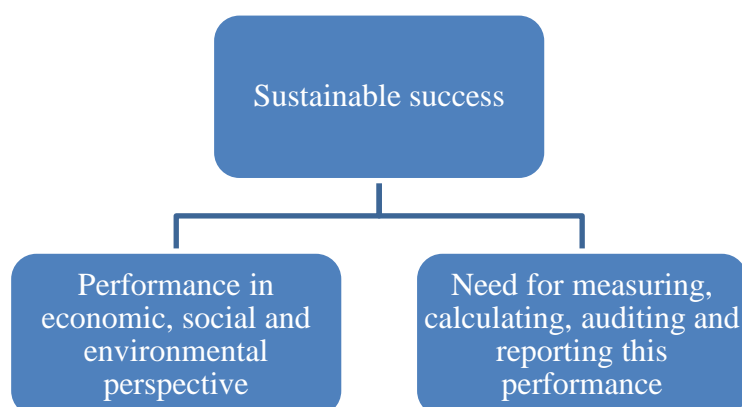 Sustainable success
Performance in
economic, social and
environmental
perspective
Need for measuring,
calculating, auditing and
reporting this
performance